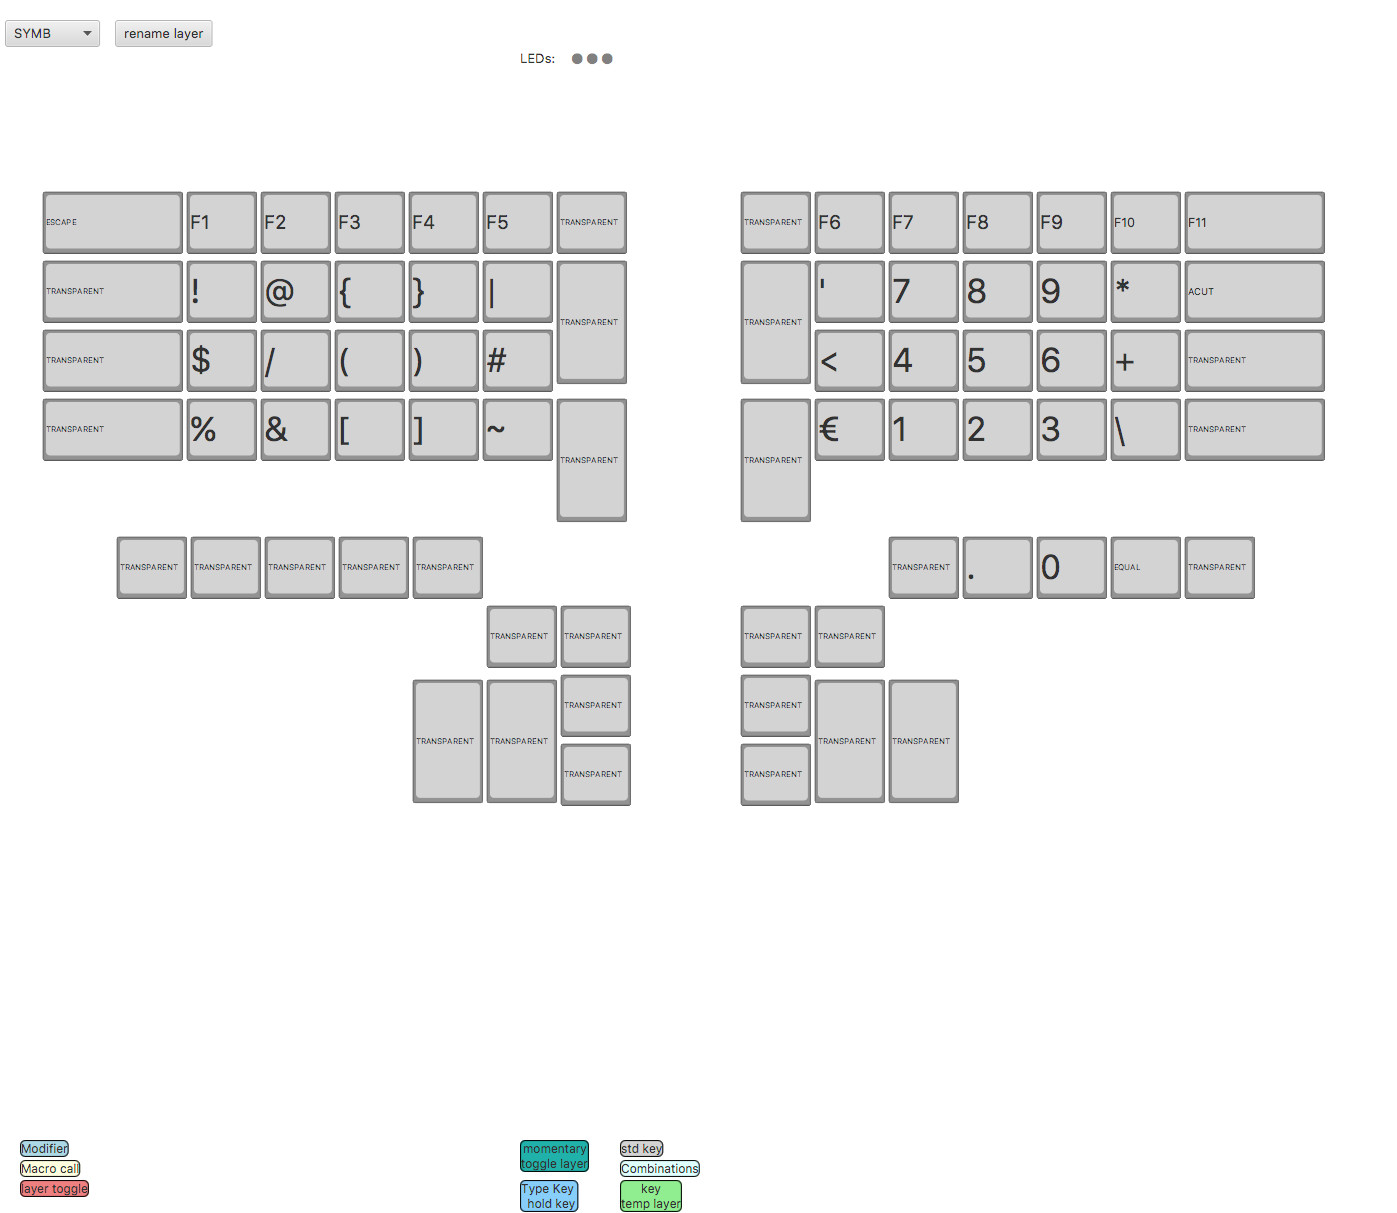 SYMB rename layer
LEDs:
ESCAPE F1 F2 F3 F4 F5 TRANSPARENT TRANSPARENT F6 F7 F8 F9 F10 F11
TRANSPARENT ! @ { } | ' 7 8 9 * ACUT
TRANSPARENT TRANSPARENT
TRANSPARENT $ / ( ) # < 4 5 6 + TRANSPARENT
TRANSPARENT % & [ ] ~ € 1 2 3 \ TRANSPARENT
TRANSPARENT TRANSPARENT
TRANSPARENT TRANSPARENT TRANSPARENT TRANSPARENT TRANSPARENT TRANSPARENT . 0 EQUAL TRANSPARENT
TRANSPARENT TRANSPARENT TRANSPARENT TRANSPARENT
TRANSPARENT TRANSPARENT
TRANSPARENT TRANSPARENT TRANSPARENT TRANSPARENT
TRANSPARENT TRANSPARENT
Modifier
Macro call
layer toggle
momentary
toggle layer
Type Key
hold key
std key
Combinations
key
temp layer